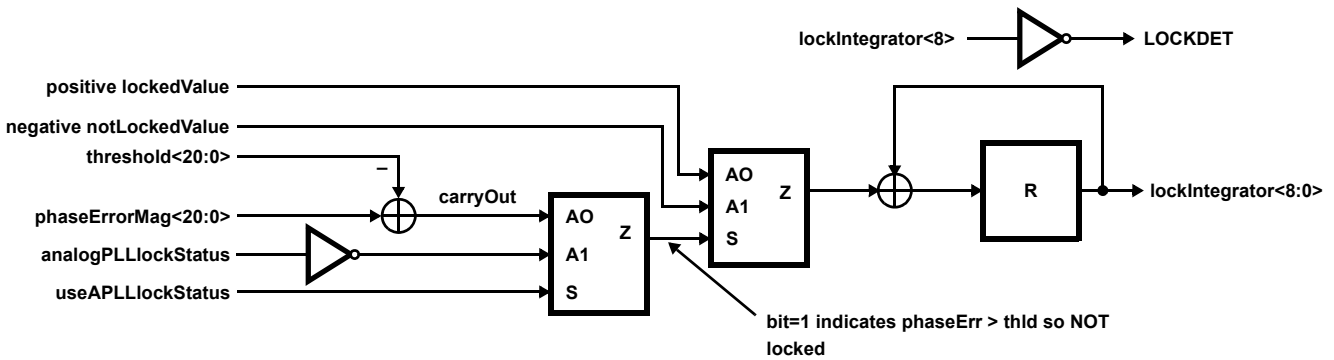 lockIntegrator<8>
LOCKDET
positive lockedValue
negative notLockedValue
threshold<20:0>
–
carryOut
phaseErrorMag<20:0>
analogPLLlockStatus
useAPLLlockStatus
AO
A1
S
Z
AO
A1
S
Z
R
lockIntegrator<8:0>
bit=1 indicates phaseErr > thld so NOT
locked